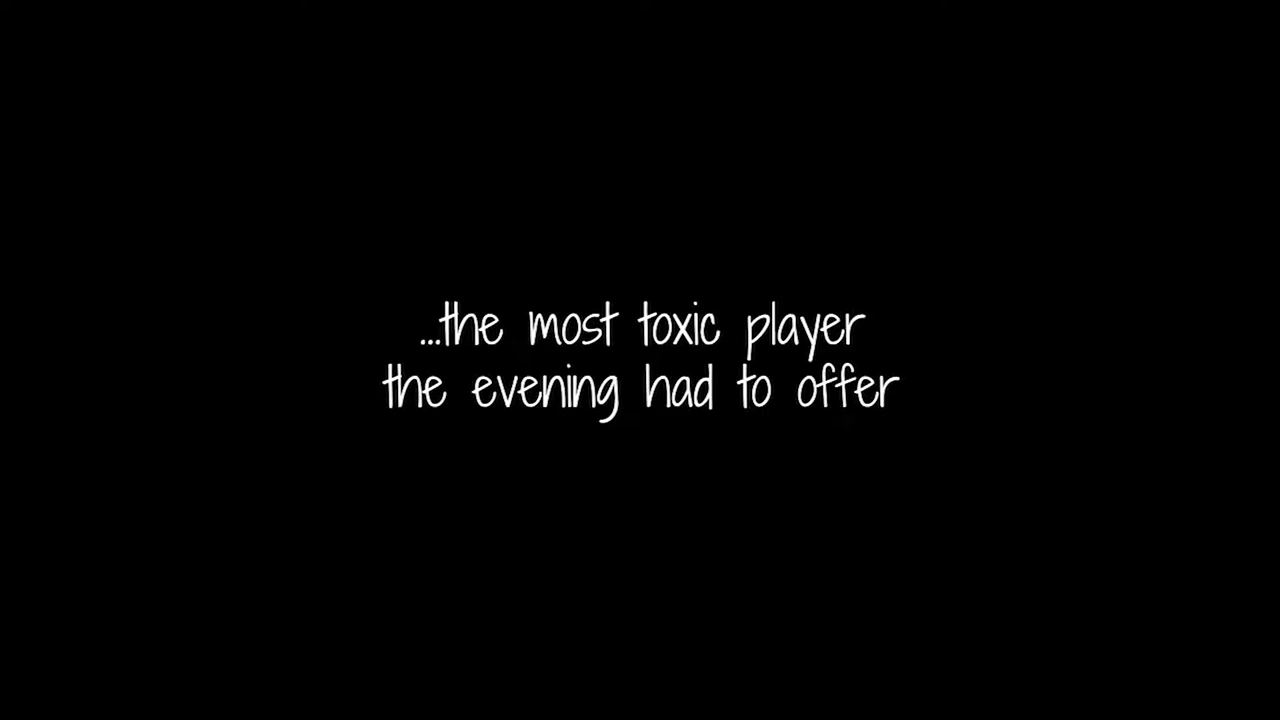 ...the most toxic player
the evening had to offer